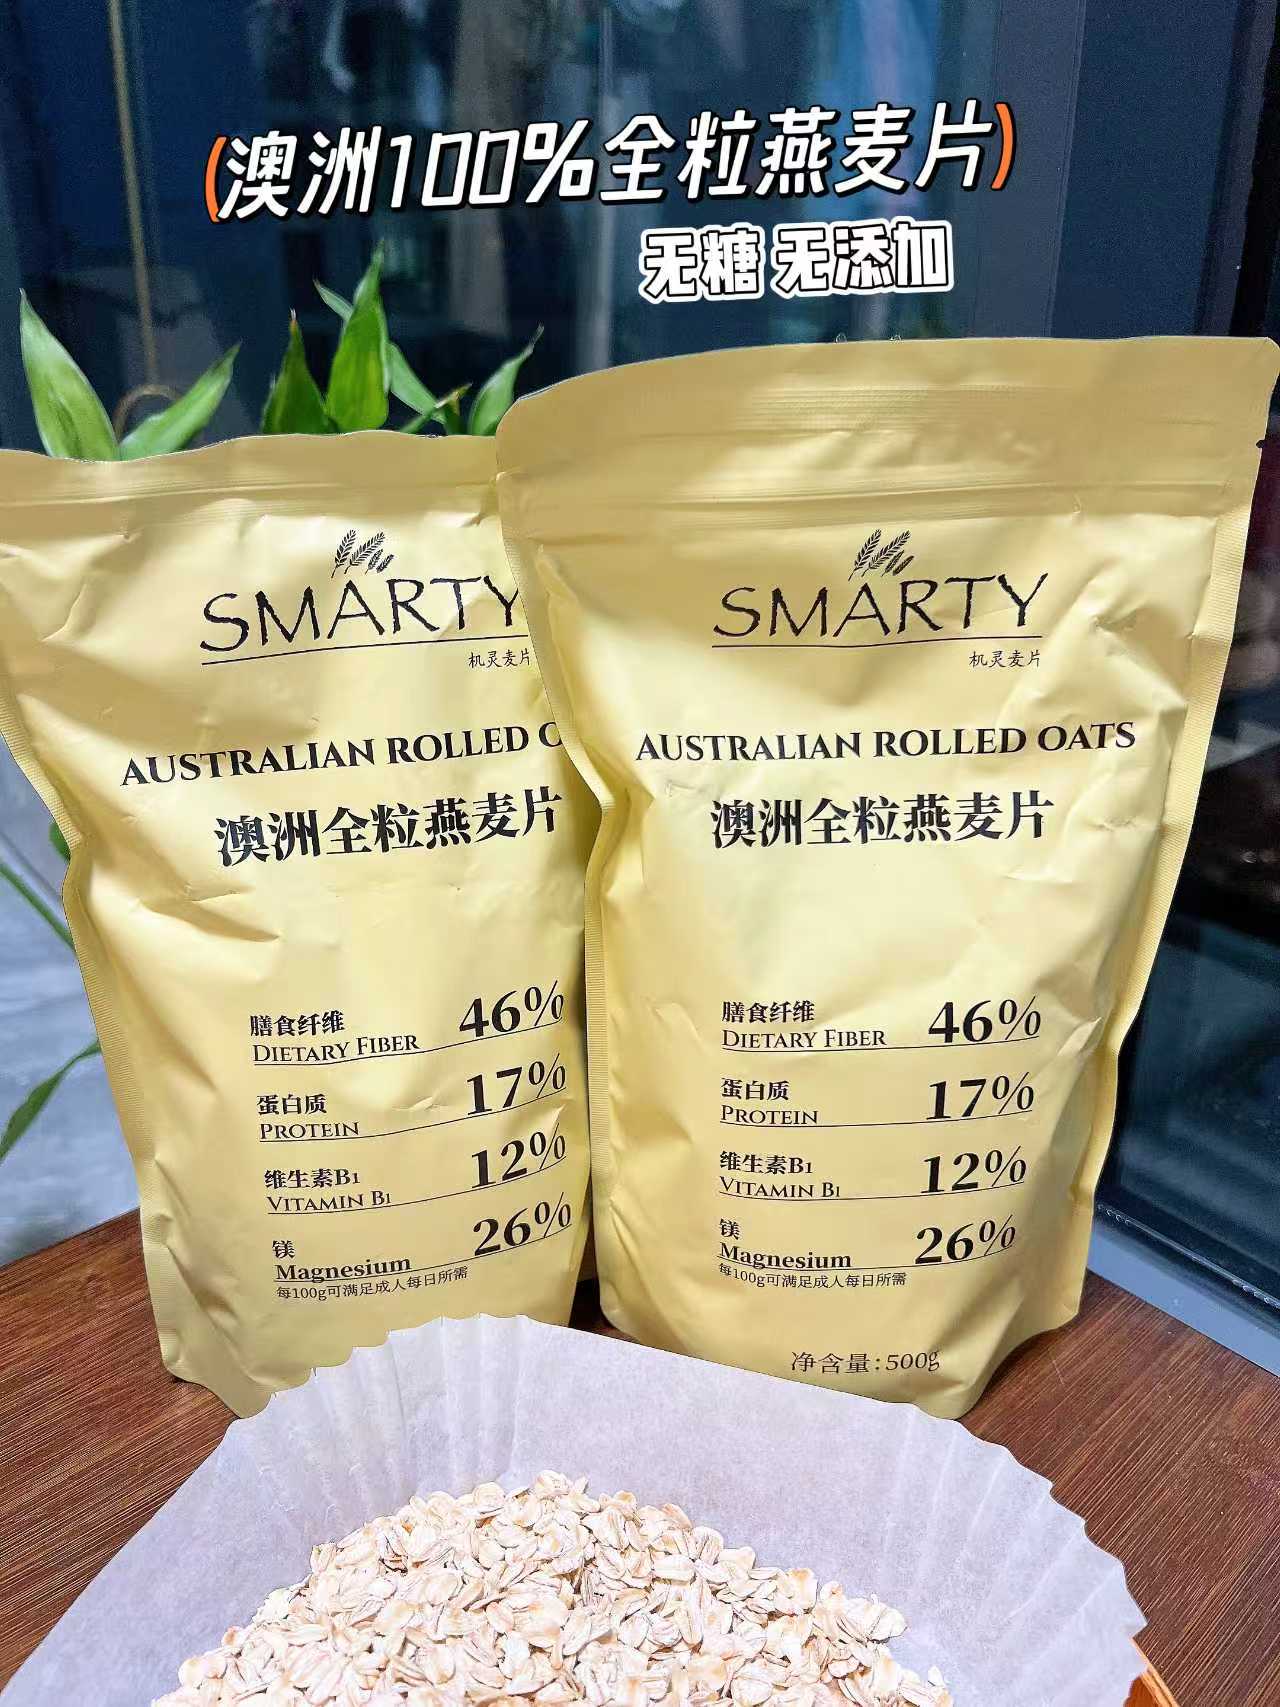 (澳洲100%全粒燕麦片)
无糖 无添加
SMARTY
机灵麦片
AUSTRALIAN ROLLED O
澳洲全粒燕麦片
膳食纤维
DIETARY FIBER 46%
蛋白质
PROTEIN 17%
维生素B1
VITAMIN B1 12%
镁
Magnesium 26%
每100g可满足成人每日所需
SMARTY
机灵麦片
AUSTRALIAN ROLLED OATS
澳洲全粒燕麦片
膳食纤维
DIETARY FIBER 46%
蛋白质
PROTEIN 17%
维生素B1
VITAMIN B1 12%
镁
Magnesium 26%
每100g可满足成人每日所需
净含量:500g